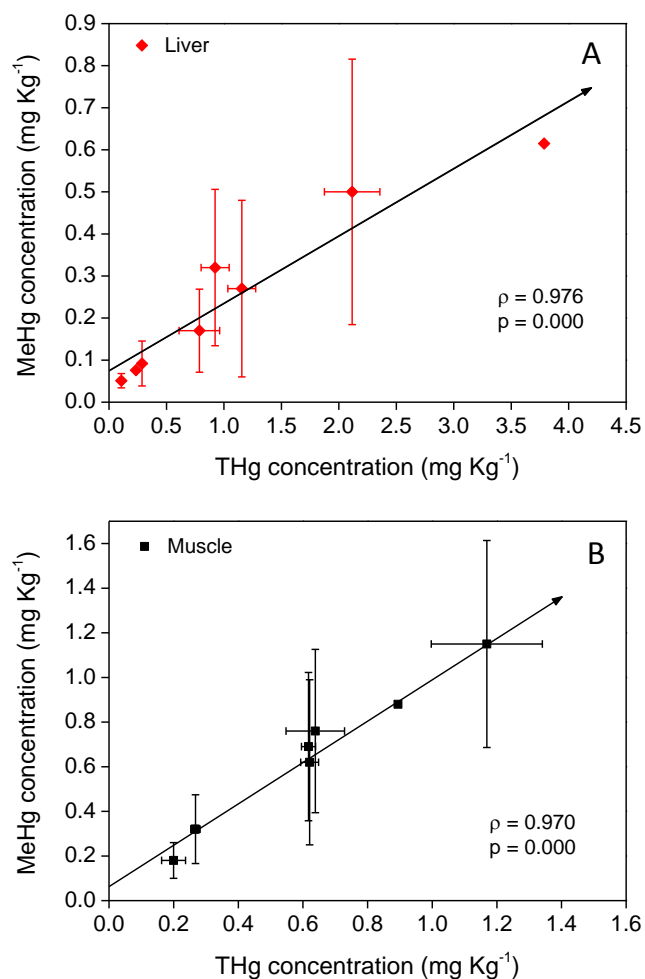 Liver
A
0.9
0.8
0.7
0.6
0.5
0.4
0.3
0.2
0.1
0.0
MeHg concentration (mg Kg⁻¹)
ρ = 0.976
p = 0.000
0.0 0.5 1.0 1.5 2.0 2.5 3.0 3.5 4.0 4.5
THg concentration (mg Kg⁻¹)
Muscle
B
1.6
1.4
1.2
1.0
0.8
0.6
0.4
0.2
0.0
MeHg concentration (mg Kg⁻¹)
ρ = 0.970
p = 0.000
0.0 0.2 0.4 0.6 0.8 1.0 1.2 1.4 1.6
THg concentration (mg Kg⁻¹)